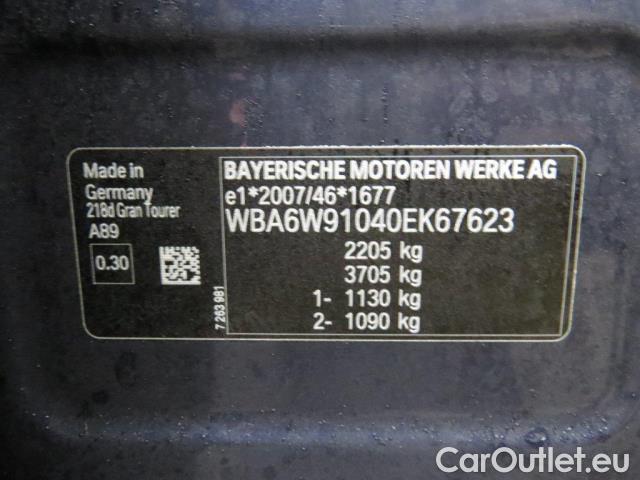 Made in
Germany
218d Gran Tourer
A89
0.30
7 263 981
BAYERISCHE MOTOREN WERKE AG
e1*2007/46*1677
WBA6W91040EK67623
2205 kg
3705 kg
1- 1130 kg
2- 1090 kg
CarOutlet.eu